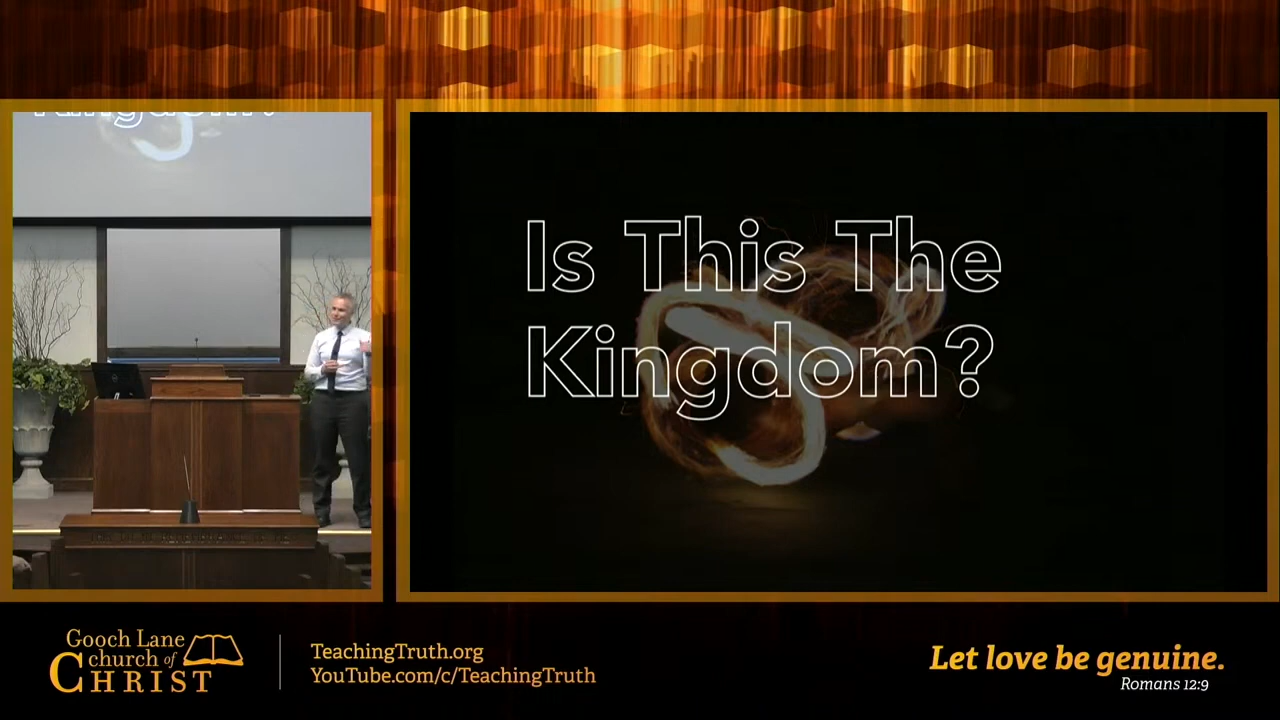 Kingdom?
Is This The
Kingdom?
Gooch Lane
church of
CHRIST
TeachingTruth.org
YouTube.com/c/TeachingTruth
Let love be genuine.
Romans 12:9